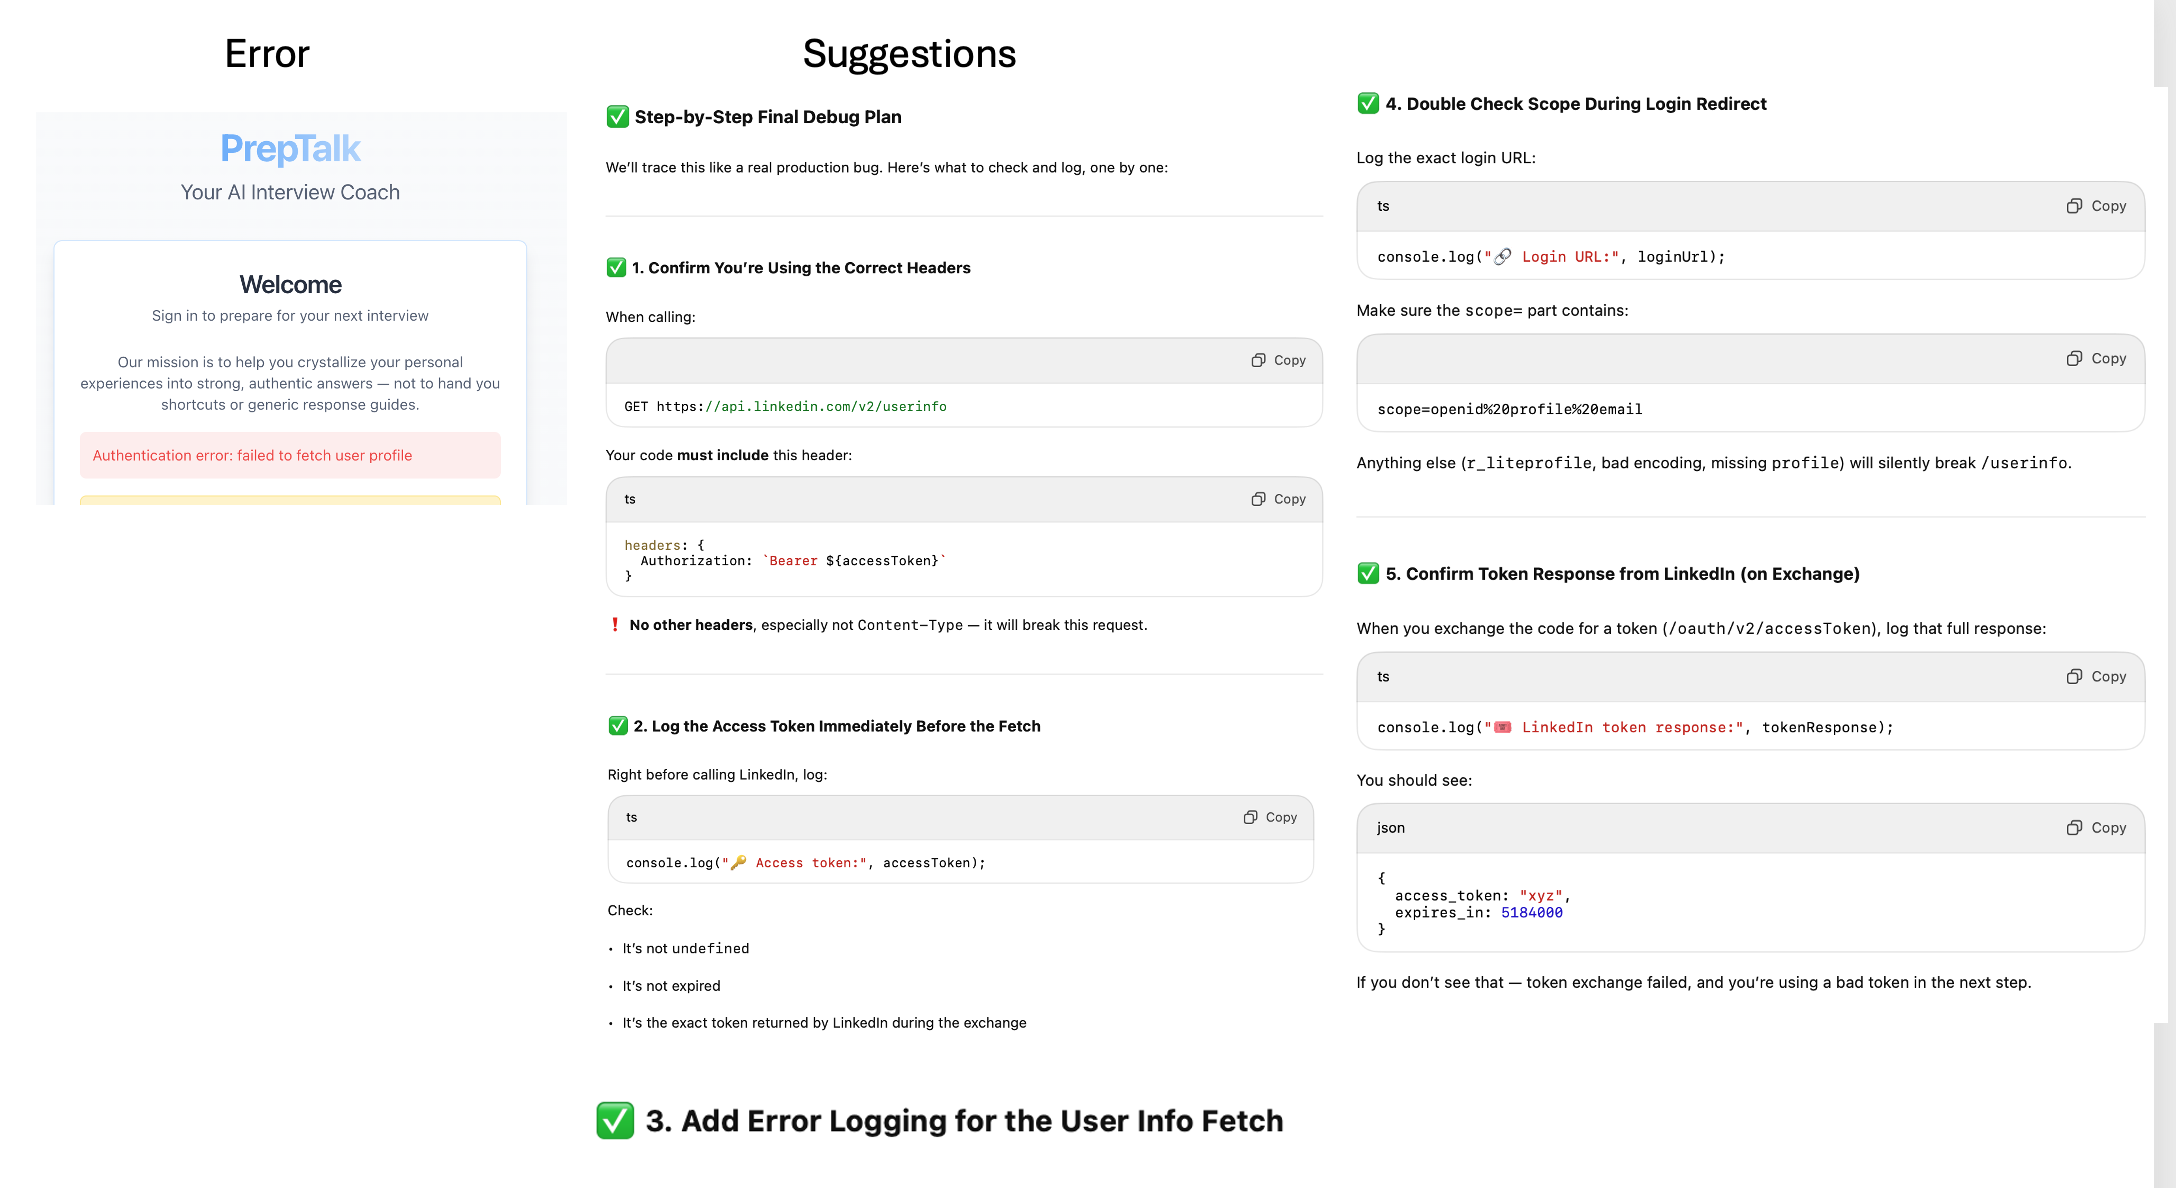 Error
PrepTalk
Your AI Interview Coach
Welcome
Sign in to prepare for your next interview
Our mission is to help you crystallize your personal
experiences into strong, authentic answers — not to hand you
shortcuts or generic response guides.
Authentication error: failed to fetch user profile
Suggestions
✅ Step-by-Step Final Debug Plan
We’ll trace this like a real production bug. Here’s what to check and log, one by one:
✅ 1. Confirm You’re Using the Correct Headers
When calling:
Copy
GET https://api.linkedin.com/v2/userinfo
Your code must include this header:
ts Copy
headers: {
Authorization: `Bearer ${accessToken}`
}
❗ No other headers, especially not Content-Type — it will break this request.
✅ 2. Log the Access Token Immediately Before the Fetch
Right before calling LinkedIn, log:
ts Copy
console.log("🔑 Access token:", accessToken);
Check:
• It’s not undefined
• It’s not expired
• It’s the exact token returned by LinkedIn during the exchange
✅ 3. Add Error Logging for the User Info Fetch
✅ 4. Double Check Scope During Login Redirect
Log the exact login URL:
ts Copy
console.log("🔗 Login URL:", loginUrl);
Make sure the scope= part contains:
Copy
scope=openid%20profile%20email
Anything else (r_liteprofile, bad encoding, missing profile) will silently break /userinfo.
✅ 5. Confirm Token Response from LinkedIn (on Exchange)
When you exchange the code for a token (/oauth/v2/accessToken), log that full response:
ts Copy
console.log("🎟 LinkedIn token response:", tokenResponse);
You should see:
json Copy
{
access_token: "xyz",
expires_in: 5184000
}
If you don’t see that — token exchange failed, and you’re using a bad token in the next step.